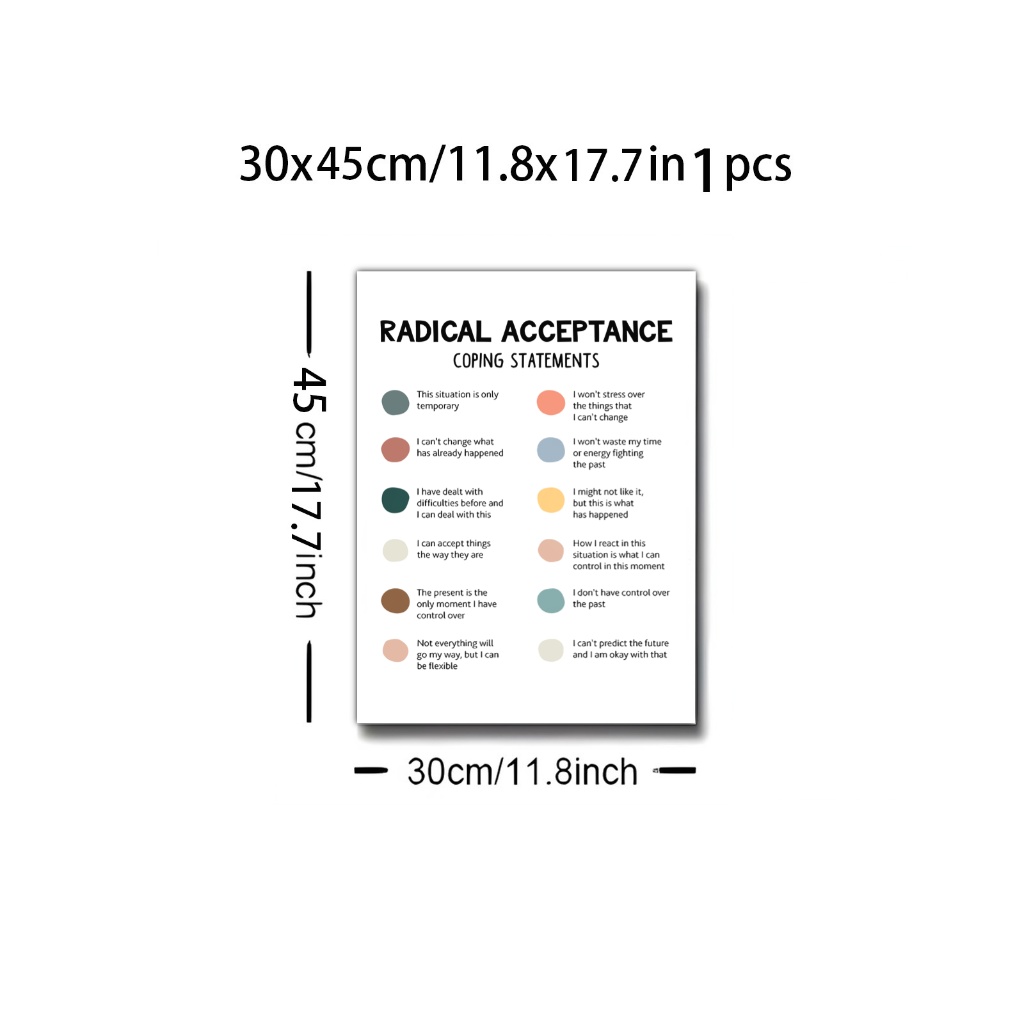 30x45cm/11.8x17.7in 1 pcs
45cm/17.7inch
RADICAL ACCEPTANCE
COPING STATEMENTS
This situation is only
temporary
I can't change what
has already happened
I have dealt with
difficulties before and
I can deal with this
I can accept things
the way they are
The present is the
only moment I have
control over
Not everything will
go my way, but I can
be flexible
I won't stress over
the things that
I can't change
I won't waste my time
or energy fighting
the past
I might not like it,
but this is what
has happened
How I react in this
situation is what I can
control in this moment
I don't have control over
the past
I can't predict the future
and I am okay with that
30cm/11.8inch